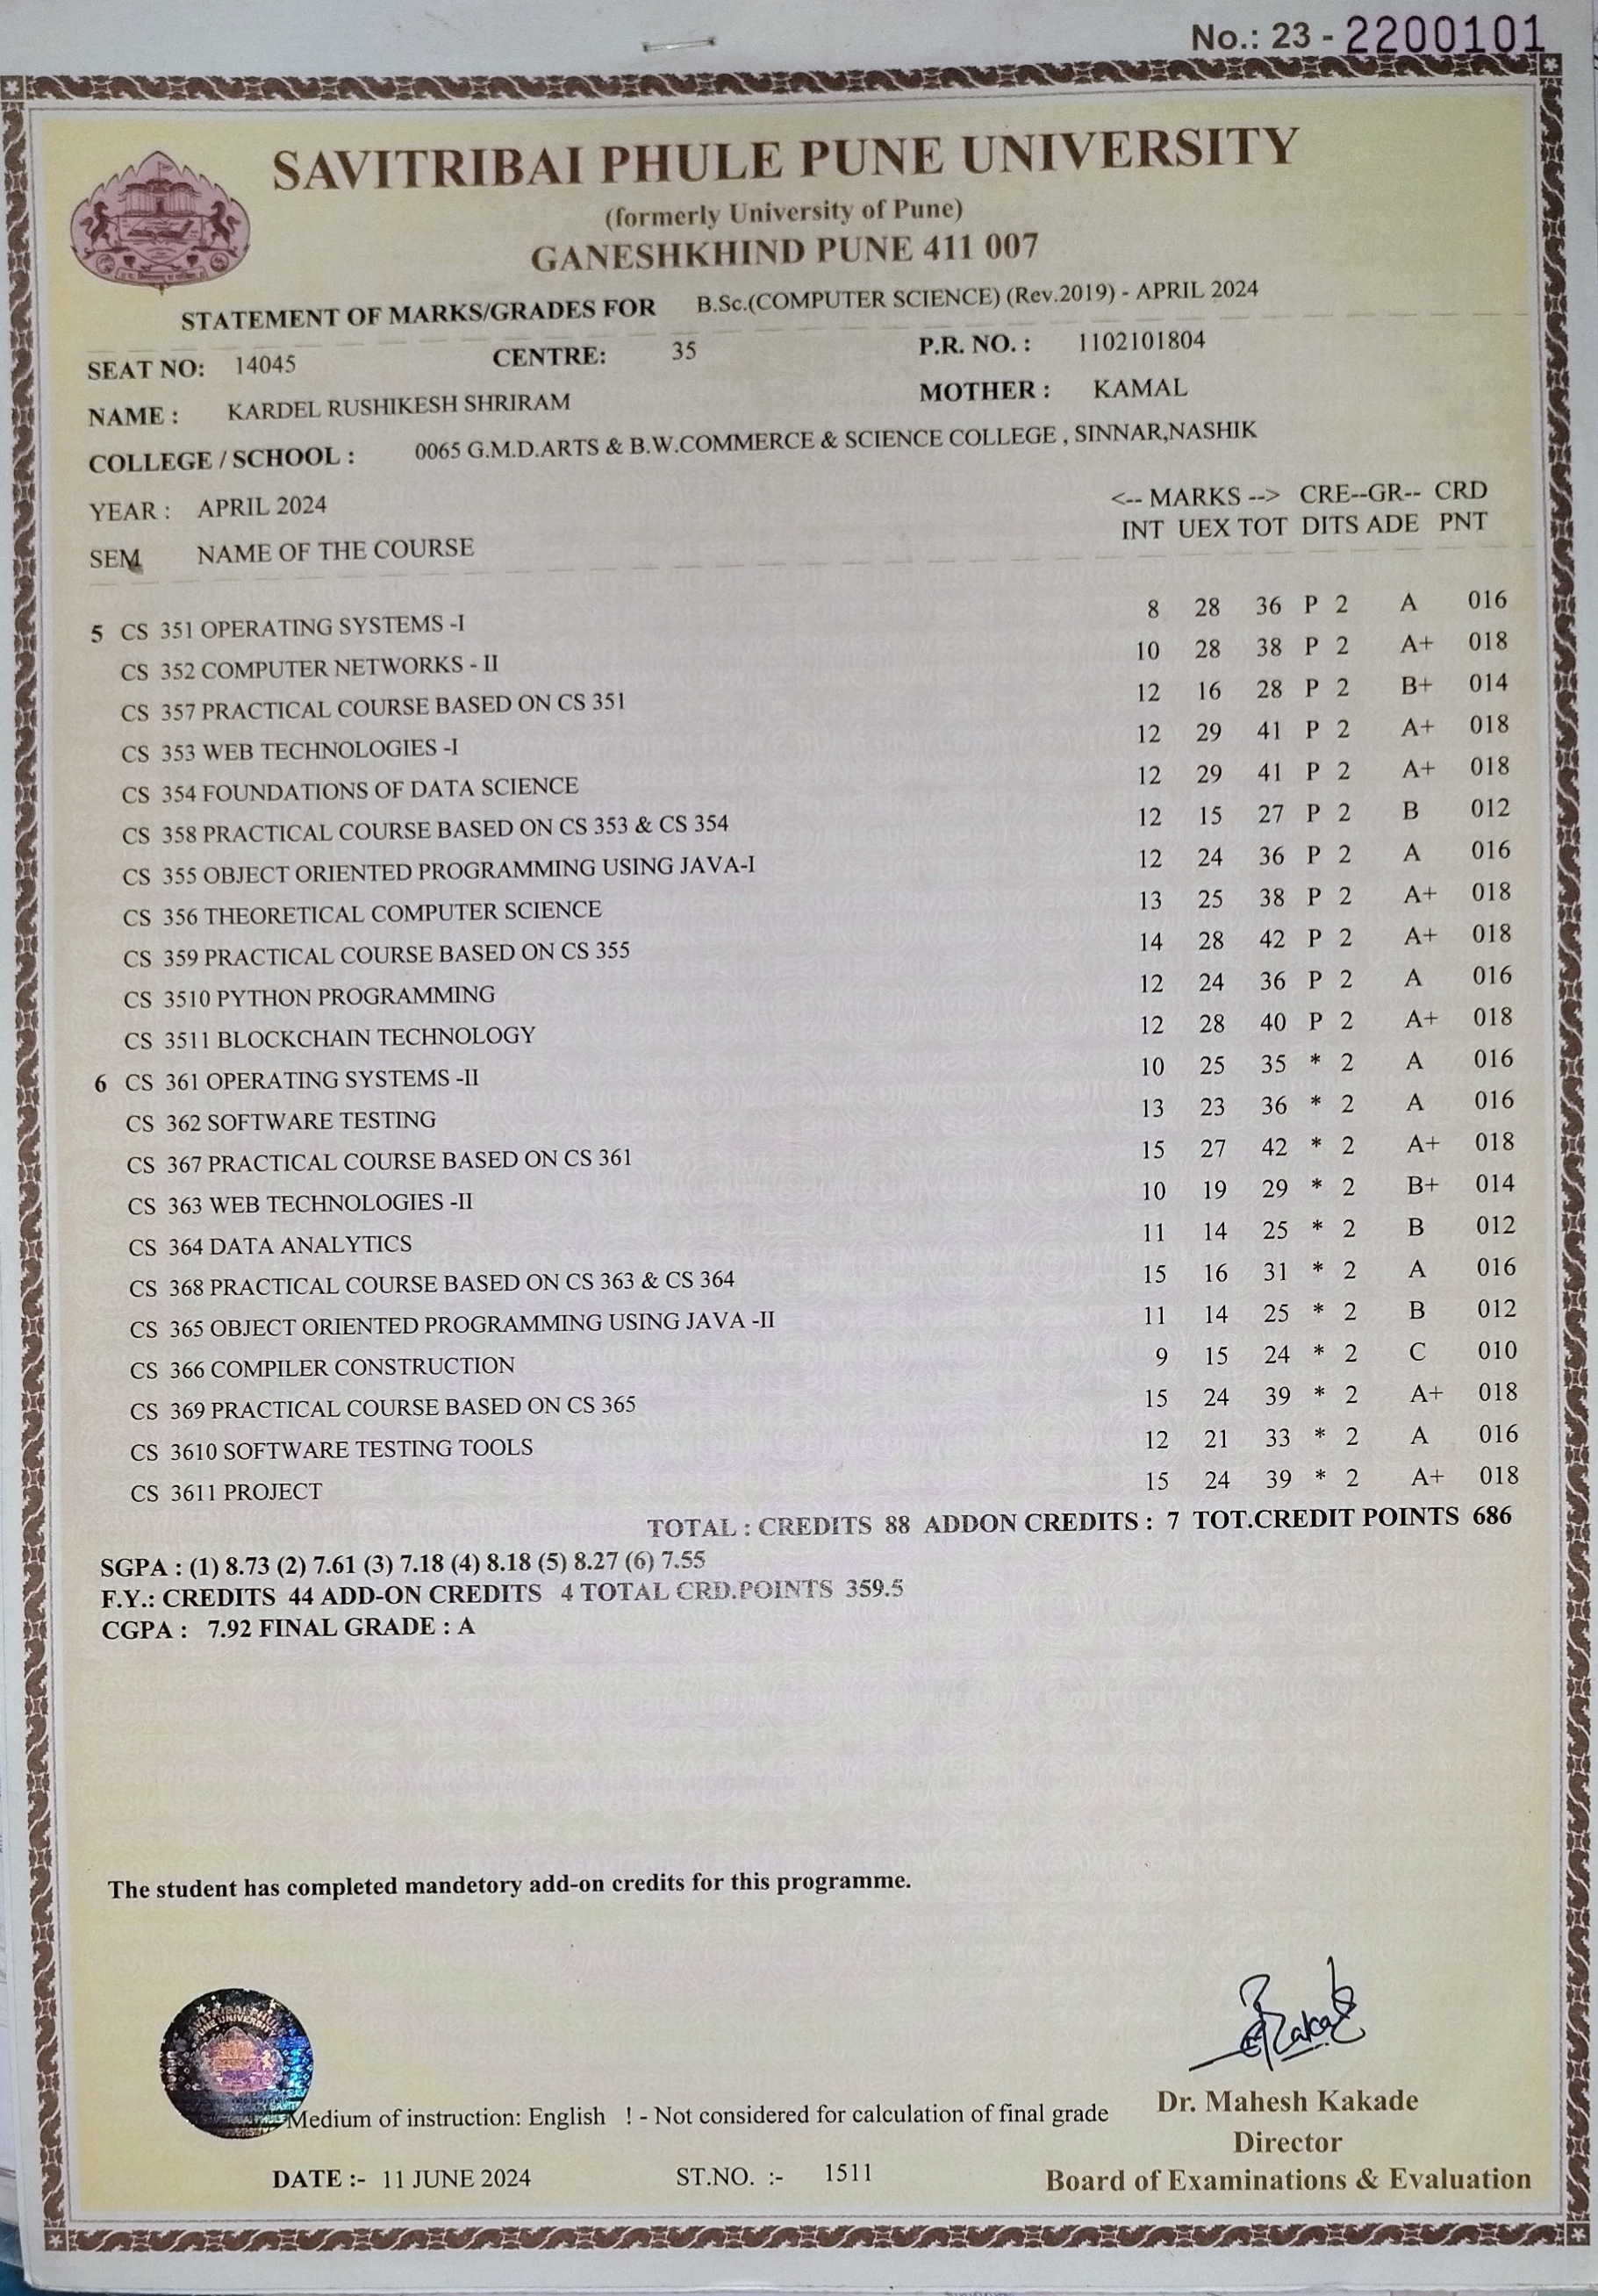 No.: 23 - 2200101
SAVITRIBAI PHULE PUNE UNIVERSITY
(formerly University of Pune)
GANESHKHIND PUNE 411 007
STATEMENT OF MARKS/GRADES FOR B.Sc.(COMPUTER SCIENCE) (Rev.2019) - APRIL 2024
SEAT NO: 14045 CENTRE: 35 P.R. NO. : 1102101804
NAME : KARDEL RUSHIKESH SHRIRAM MOTHER : KAMAL
COLLEGE / SCHOOL : 0065 G.M.D.ARTS & B.W.COMMERCE & SCIENCE COLLEGE , SINNAR,NASHIK
YEAR : APRIL 2024 <-- MARKS --> CRE--GR-- CRD
SEM NAME OF THE COURSE INT UEX TOT DITS ADE PNT
5 CS 351 OPERATING SYSTEMS -I 8 28 36 P 2 A 016
CS 352 COMPUTER NETWORKS - II 10 28 38 P 2 A+ 018
CS 357 PRACTICAL COURSE BASED ON CS 351 12 16 28 P 2 B+ 014
CS 353 WEB TECHNOLOGIES -I 12 29 41 P 2 A+ 018
CS 354 FOUNDATIONS OF DATA SCIENCE 12 29 41 P 2 A+ 018
CS 358 PRACTICAL COURSE BASED ON CS 353 & CS 354 12 15 27 P 2 B 012
CS 355 OBJECT ORIENTED PROGRAMMING USING JAVA-I 12 24 36 P 2 A 016
CS 356 THEORETICAL COMPUTER SCIENCE 13 25 38 P 2 A+ 018
CS 359 PRACTICAL COURSE BASED ON CS 355 14 28 42 P 2 A+ 018
CS 3510 PYTHON PROGRAMMING 12 24 36 P 2 A 016
CS 3511 BLOCKCHAIN TECHNOLOGY 12 28 40 P 2 A+ 018
6 CS 361 OPERATING SYSTEMS -II 10 25 35 * 2 A 016
CS 362 SOFTWARE TESTING 13 23 36 * 2 A 016
CS 367 PRACTICAL COURSE BASED ON CS 361 15 27 42 * 2 A+ 018
CS 363 WEB TECHNOLOGIES -II 10 19 29 * 2 B+ 014
CS 364 DATA ANALYTICS 11 14 25 * 2 B 012
CS 368 PRACTICAL COURSE BASED ON CS 363 & CS 364 15 16 31 * 2 A 016
CS 365 OBJECT ORIENTED PROGRAMMING USING JAVA -II 11 14 25 * 2 B 012
CS 366 COMPILER CONSTRUCTION 9 15 24 * 2 C 010
CS 369 PRACTICAL COURSE BASED ON CS 365 15 24 39 * 2 A+ 018
CS 3610 SOFTWARE TESTING TOOLS 12 21 33 * 2 A 016
CS 3611 PROJECT 15 24 39 * 2 A+ 018
TOTAL : CREDITS 88 ADDON CREDITS : 7 TOT.CREDIT POINTS 686
SGPA : (1) 8.73 (2) 7.61 (3) 7.18 (4) 8.18 (5) 8.27 (6) 7.55
F.Y.: CREDITS 44 ADD-ON CREDITS 4 TOTAL CRD.POINTS 359.5
CGPA : 7.92 FINAL GRADE : A
The student has completed mandetory add-on credits for this programme.
SAVITRIBAI PHULE
PUNE UNIVERSITY
Medium of instruction: English ! - Not considered for calculation of final grade
Dr. Mahesh Kakade
Director
DATE :- 11 JUNE 2024 ST.NO. :- 1511 Board of Examinations & Evaluation